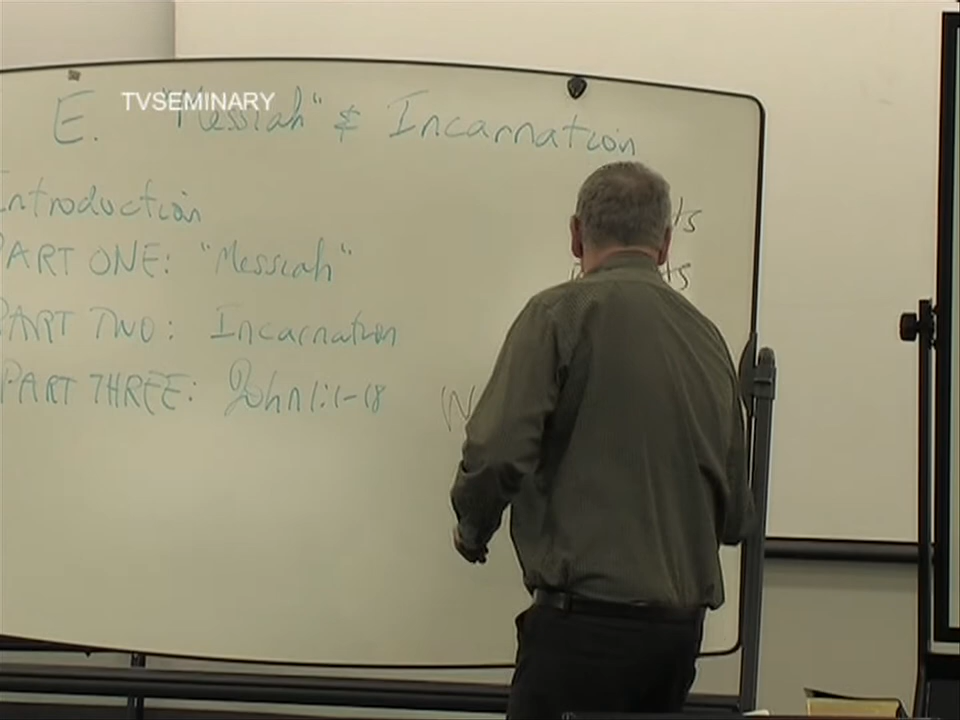 TVSEMINARY
E. "Messiah" & Incarnation
Introduction
PART ONE: "Messiah"
PART TWO: Incarnation
PART THREE: John 1:1-18